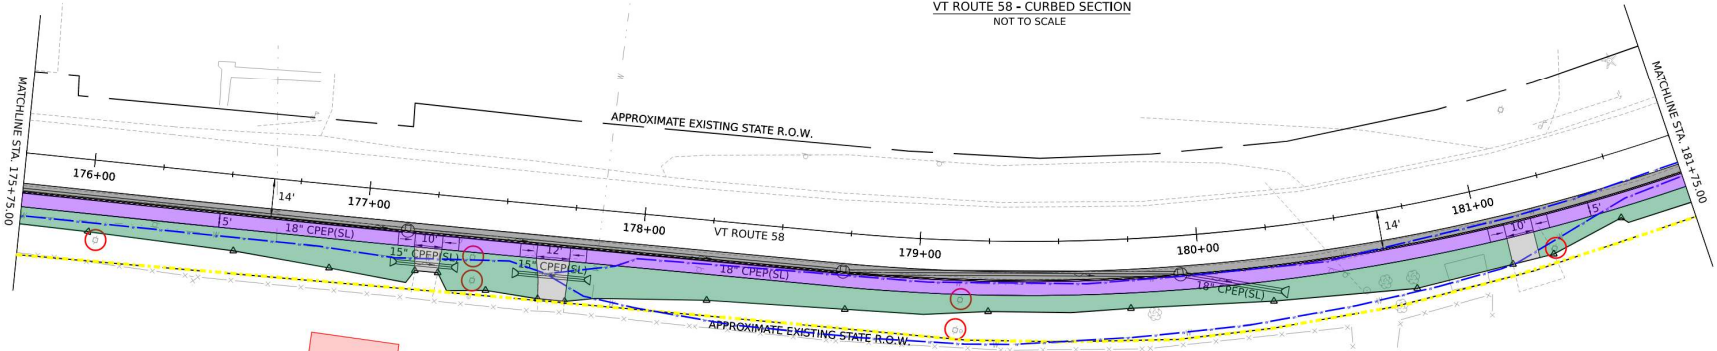 VT ROUTE 58 - CURBED SECTION
NOT TO SCALE
MATCHLINE STA. 175+75.00
MATCHLINE STA. 181+75.00
APPROXIMATE EXISTING STATE R.O.W.
176+00
177+00
178+00
179+00
180+00
181+00
14'
14'
VT ROUTE 58
5'
18" CPEP(SL)
10'
15" CPEP(SL)
12'
15" CPEP(SL)
18" CPEP(SL)
18" CPEP(SL)
10'
5'
APPROXIMATE EXISTING STATE R.O.W.